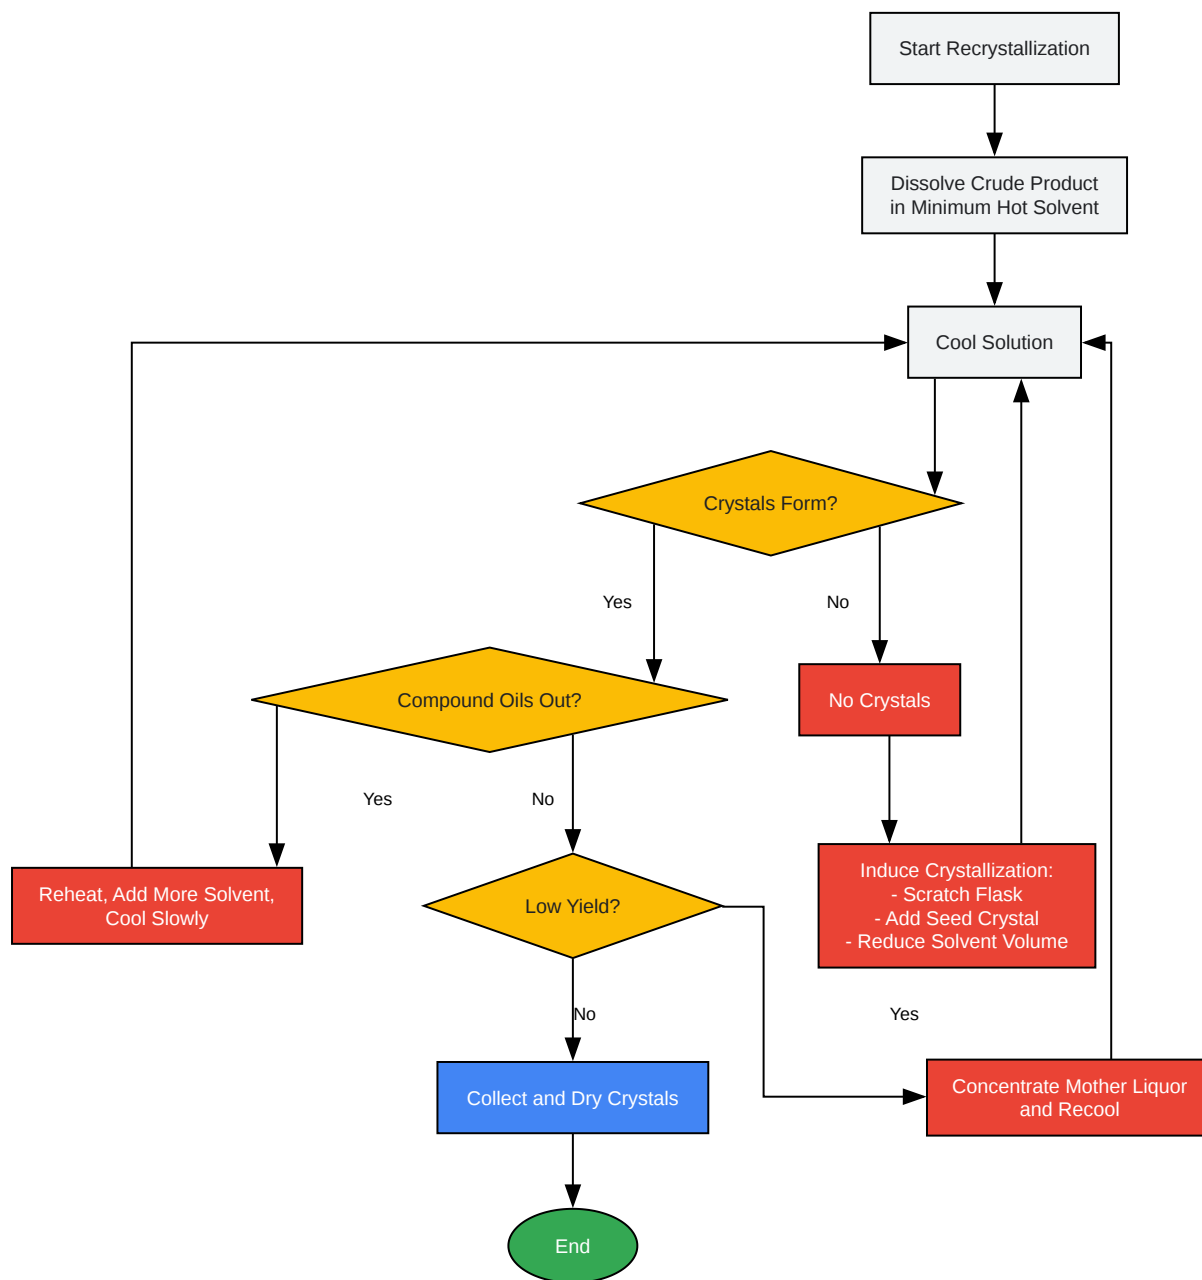 Start Recrystallization
Dissolve Crude Product
in Minimum Hot Solvent
Cool Solution
Crystals Form?
Yes
No
Compound Oils Out?
No Crystals
Yes
No
Reheat, Add More Solvent,
Cool Slowly
Low Yield?
Induce Crystallization:
- Scratch Flask
- Add Seed Crystal
- Reduce Solvent Volume
No
Yes
Collect and Dry Crystals
Concentrate Mother Liquor
and Recool
End